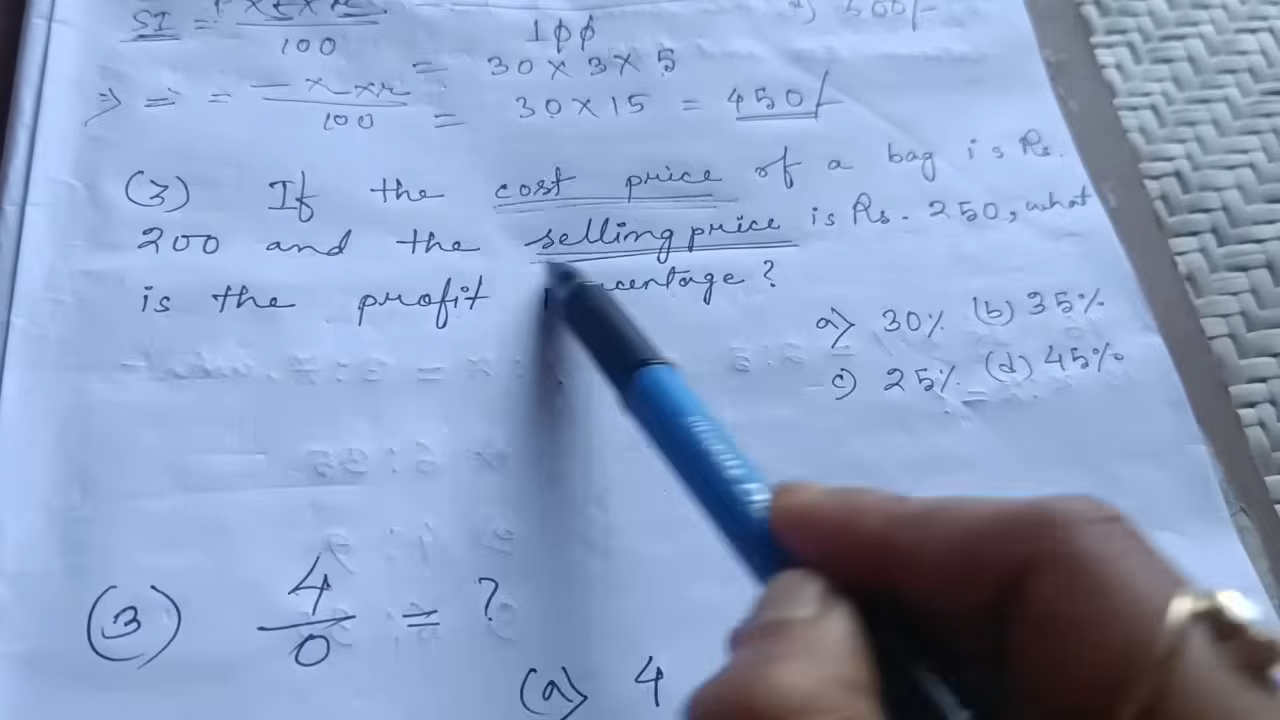 SI =
100
100
= 30 × 3 × 5
⇒ = =
100
= 30 × 15 = 450/-
(3) If the cost price of a bag is Rs.
200 and the selling price is Rs. 250, what
is the profit percentage?
a) 30% (b) 35%
c) 25% (d) 45%
(3) 4/0 = ?
(a) 4